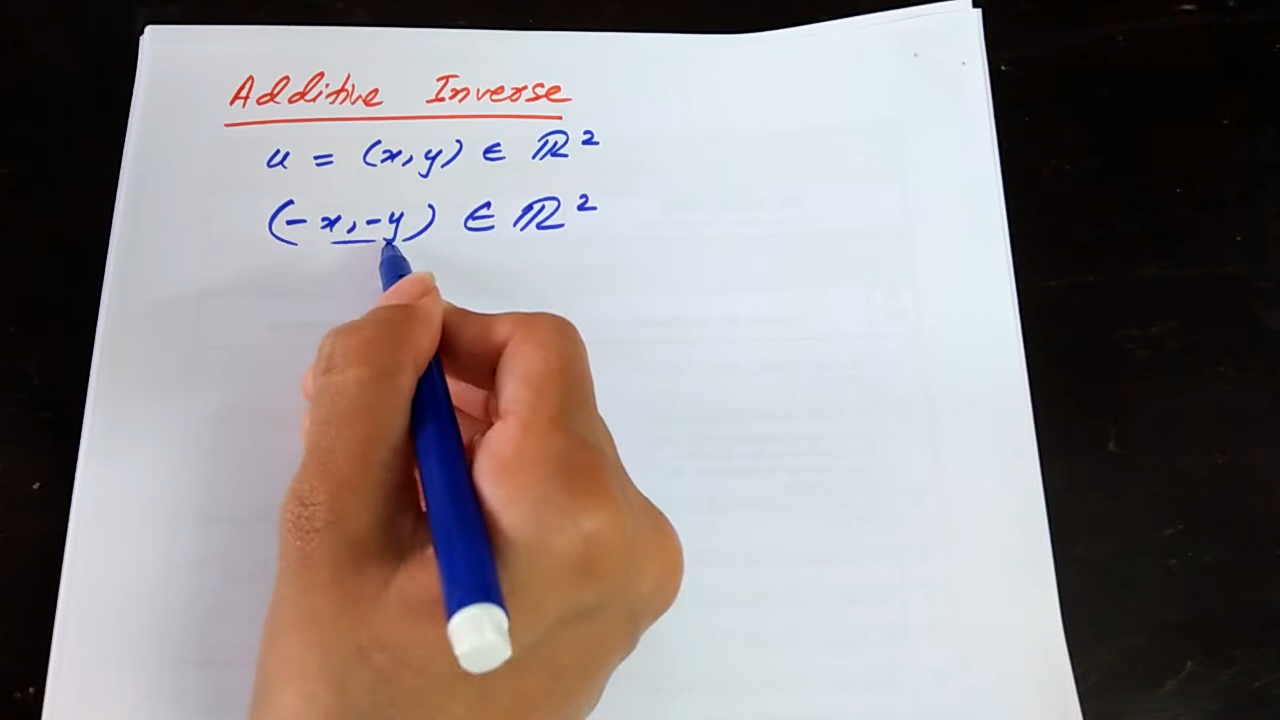 Additive Inverse
u = (x, y) ∈ ℝ²
(-x, -y) ∈ ℝ²